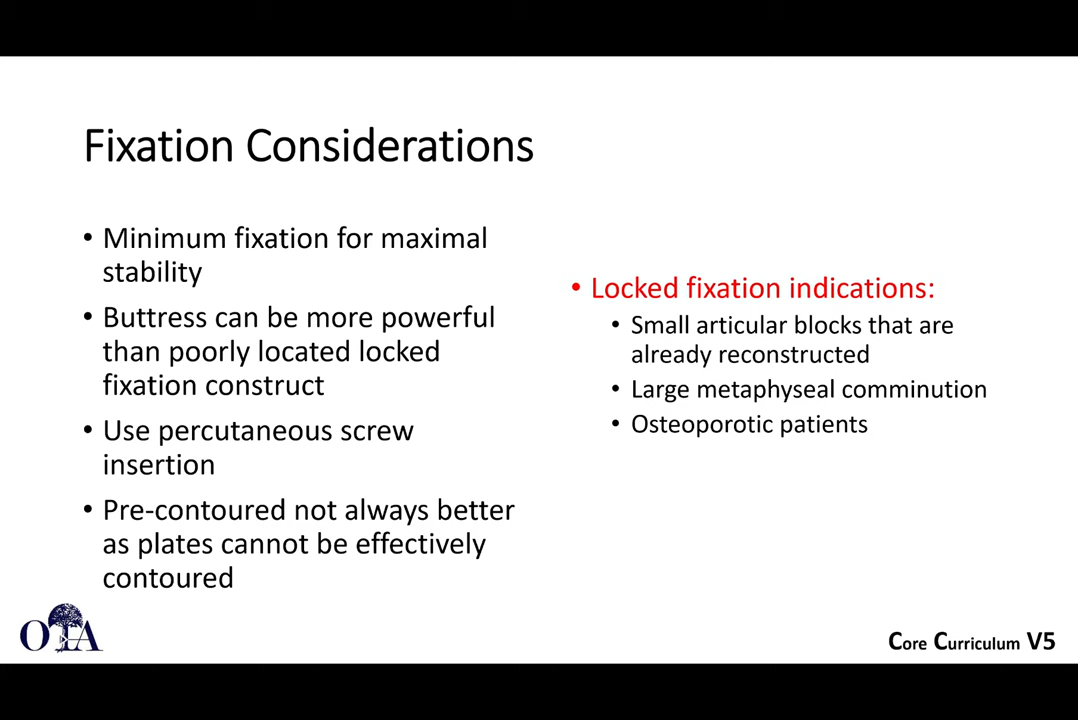 Fixation Considerations
• Minimum fixation for maximal
stability
• Buttress can be more powerful
than poorly located locked
fixation construct
• Use percutaneous screw
insertion
• Pre-contoured not always better
as plates cannot be effectively
contoured
• Locked fixation indications:
• Small articular blocks that are
already reconstructed
• Large metaphyseal comminution
• Osteoporotic patients
OTA
Core Curriculum V5